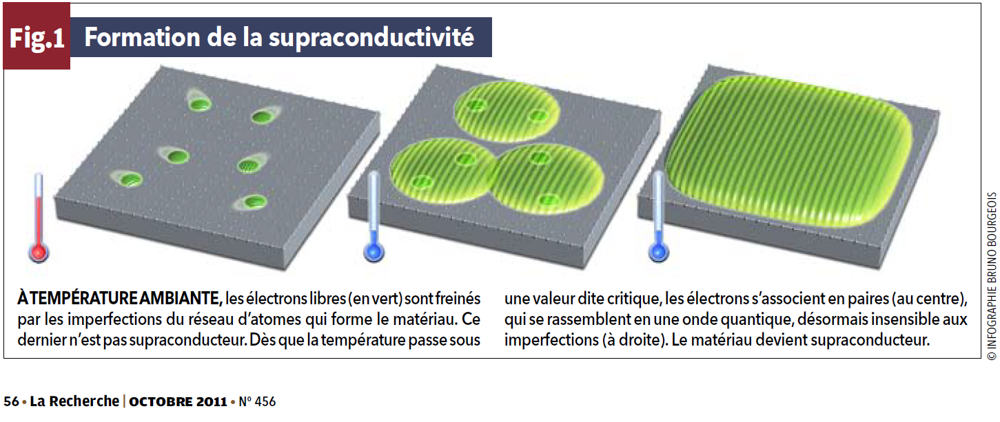 Fig.1 Formation de la supraconductivité
À TEMPÉRATURE AMBIANTE, les électrons libres (en vert) sont freinés
par les imperfections du réseau d’atomes qui forme le matériau. Ce
dernier n’est pas supraconducteur. Dès que la température passe sous
une valeur dite critique, les électrons s’associent en paires (au centre),
qui se rassemblent en une onde quantique, désormais insensible aux
imperfections (à droite). Le matériau devient supraconducteur.
© INFOGRAPHIE BRUNO BOURGEOIS
56 • La Recherche | OCTOBRE 2011 • Nº 456